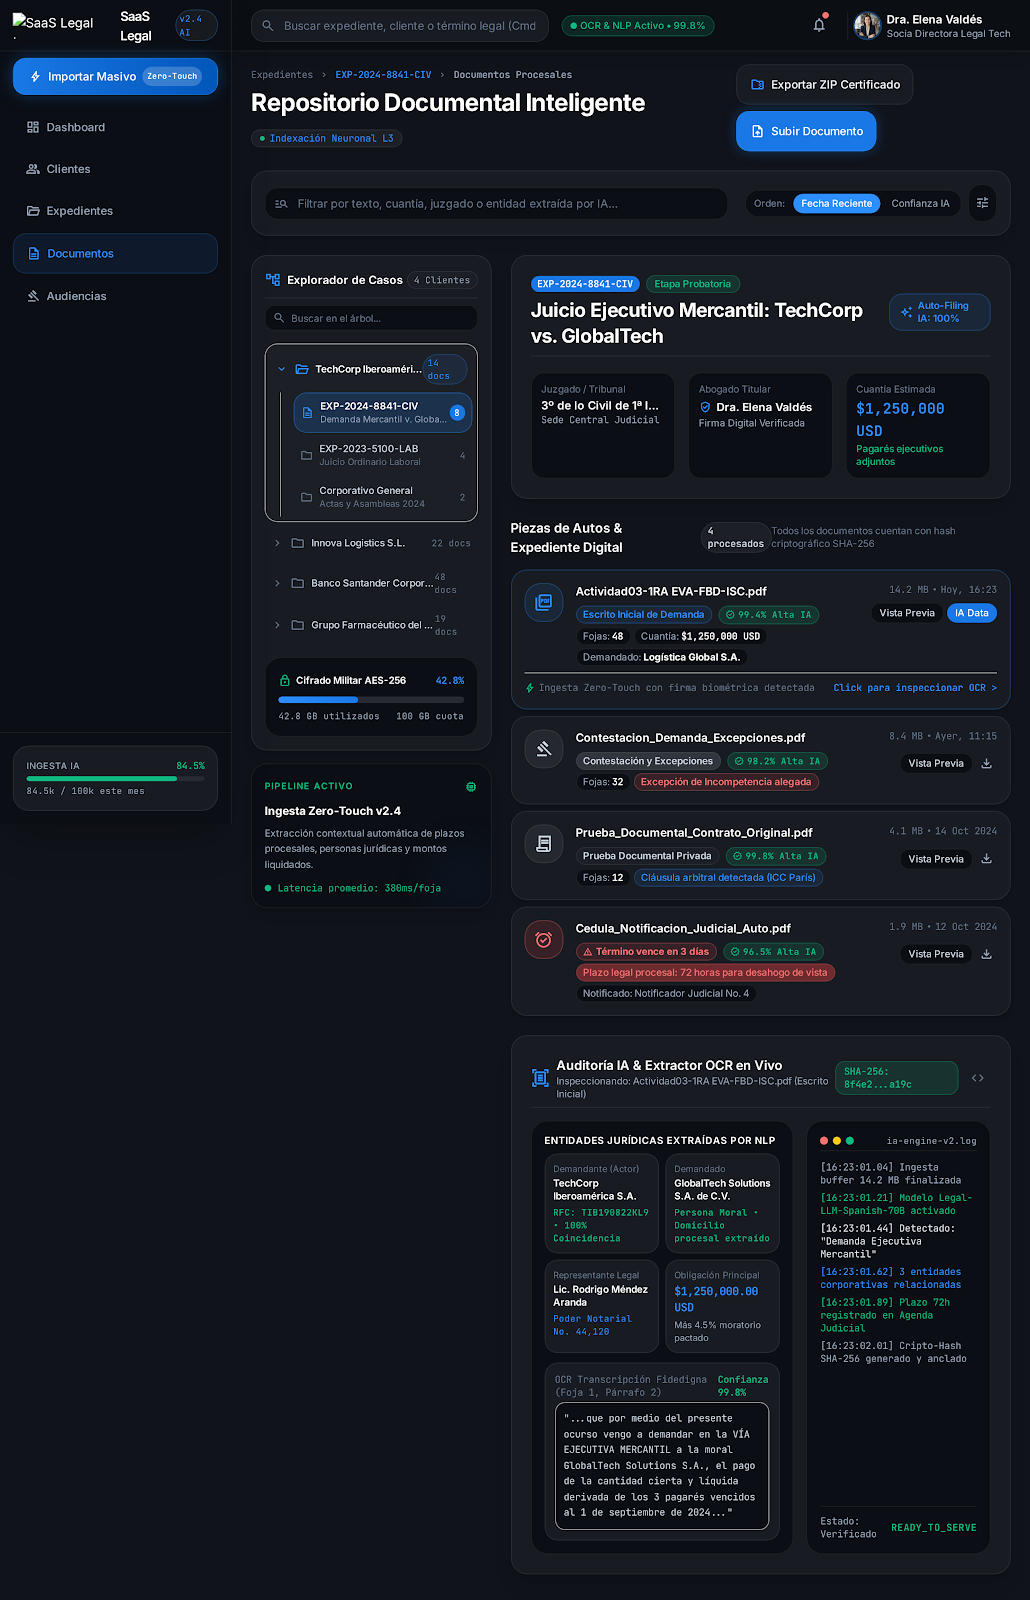 SaaS Legal
SaaS Legal
v2.4 AI
Buscar expediente, cliente o término legal (Cmd
OCR & NLP Activo • 99.8%
Dra. Elena Valdés
Socia Directora Legal Tech
Importar Masivo Zero-Touch
Dashboard
Clientes
Expedientes
Documentos
Audiencias
INGESTA IA 84.5%
84.5k / 100k este mes
Expedientes › EXP-2024-8841-CIV › Documentos Procesales
Repositorio Documental Inteligente
Indexación Neuronal L3
Exportar ZIP Certificado
Subir Documento
Filtrar por texto, cuantía, juzgado o entidad extraída por IA...
Orden: Fecha Reciente Confianza IA
Explorador de Casos 4 Clientes
Buscar en el árbol...
TechCorp Iberoaméri... 14 docs
EXP-2024-8841-CIV
Demanda Mercantil v. Globa... 8
EXP-2023-5100-LAB
Juicio Ordinario Laboral 4
Corporativo General
Actas y Asambleas 2024 2
Innova Logistics S.L. 22 docs
Banco Santander Corpor... 48 docs
Grupo Farmacéutico del ... 19 docs
Cifrado Militar AES-256 42.8%
42.8 GB utilizados 100 GB cuota
PIPELINE ACTIVO
Ingesta Zero-Touch v2.4
Extracción contextual automática de plazos
procesales, personas jurídicas y montos
liquidados.
Latencia promedio: 380ms/foja
EXP-2024-8841-CIV Etapa Probatoria
Juicio Ejecutivo Mercantil: TechCorp
vs. GlobalTech
Auto-Filing
IA: 100%
Juzgado / Tribunal
3º de lo Civil de 1ª I...
Sede Central Judicial
Abogado Titular
Dra. Elena Valdés
Firma Digital Verificada
Cuantía Estimada
$1,250,000
USD
Pagarés ejecutivos
adjuntos
Piezas de Autos &
Expediente Digital
4
procesados
Todos los documentos cuentan con hash
criptográfico SHA-256
Actividad03-1RA EVA-FBD-ISC.pdf 14.2 MB • Hoy, 16:23
Escrito Inicial de Demanda 99.4% Alta IA Vista Previa IA Data
Fojas: 48 Cuantía: $1,250,000 USD
Demandado: Logística Global S.A.
Ingesta Zero-Touch con firma biométrica detectada Click para inspeccionar OCR >
Contestacion_Demanda_Excepciones.pdf 8.4 MB • Ayer, 11:15
Contestación y Excepciones 98.2% Alta IA Vista Previa
Fojas: 32 Excepción de Incompetencia alegada
Prueba_Documental_Contrato_Original.pdf 4.1 MB • 14 Oct 2024
Prueba Documental Privada 99.8% Alta IA Vista Previa
Fojas: 12 Cláusula arbitral detectada (ICC París)
Cedula_Notificacion_Judicial_Auto.pdf 1.9 MB • 12 Oct 2024
Término vence en 3 días 96.5% Alta IA Vista Previa
Plazo legal procesal: 72 horas para desahogo de vista
Notificado: Notificador Judicial No. 4
Auditoría IA & Extractor OCR en Vivo
Inspeccionando: Actividad03-1RA EVA-FBD-ISC.pdf (Escrito
Inicial)
SHA-256:
8f4e2...a19c
ENTIDADES JURÍDICAS EXTRAÍDAS POR NLP
Demandante (Actor)
TechCorp
Iberoamérica S.A.
RFC: TIB190822KL9
• 100%
Coincidencia
Demandado
GlobalTech Solutions
S.A. de C.V.
Persona Moral •
Domicilio
procesal extraído
Representante Legal
Lic. Rodrigo Méndez
Aranda
Poder Notarial
No. 44,120
Obligación Principal
$1,250,000.00
USD
Más 4.5% moratorio
pactado
OCR Transcripción Fidedigna
(Foja 1, Párrafo 2)
Confianza
99.8%
"...que por medio del presente
ocurso vengo a demandar en la VÍA
EJECUTIVA MERCANTIL a la moral
GlobalTech Solutions S.A., el pago
de la cantidad cierta y líquida
derivada de los 3 pagarés vencidos
al 1 de septiembre de 2024..."
ia-engine-v2.log
[16:23:01.04] Ingesta
buffer 14.2 MB finalizada
[16:23:01.21] Modelo Legal-
LLM-Spanish-70B activado
[16:23:01.44] Detectado:
"Demanda Ejecutiva
Mercantil"
[16:23:01.62] 3 entidades
corporativas relacionadas
[16:23:01.89] Plazo 72h
registrado en Agenda
Judicial
[16:23:02.01] Cripto-Hash
SHA-256 generado y anclado
Estado:
Verificado
READY_TO_SERVE